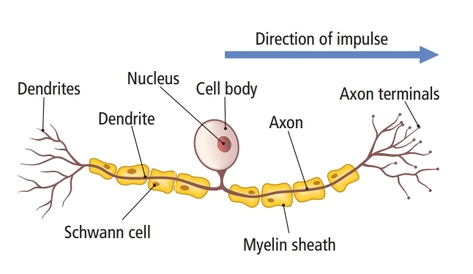 Direction of impulse
Dendrites
Nucleus
Cell body
Axon terminals
Dendrite
Axon
Schwann cell
Myelin sheath